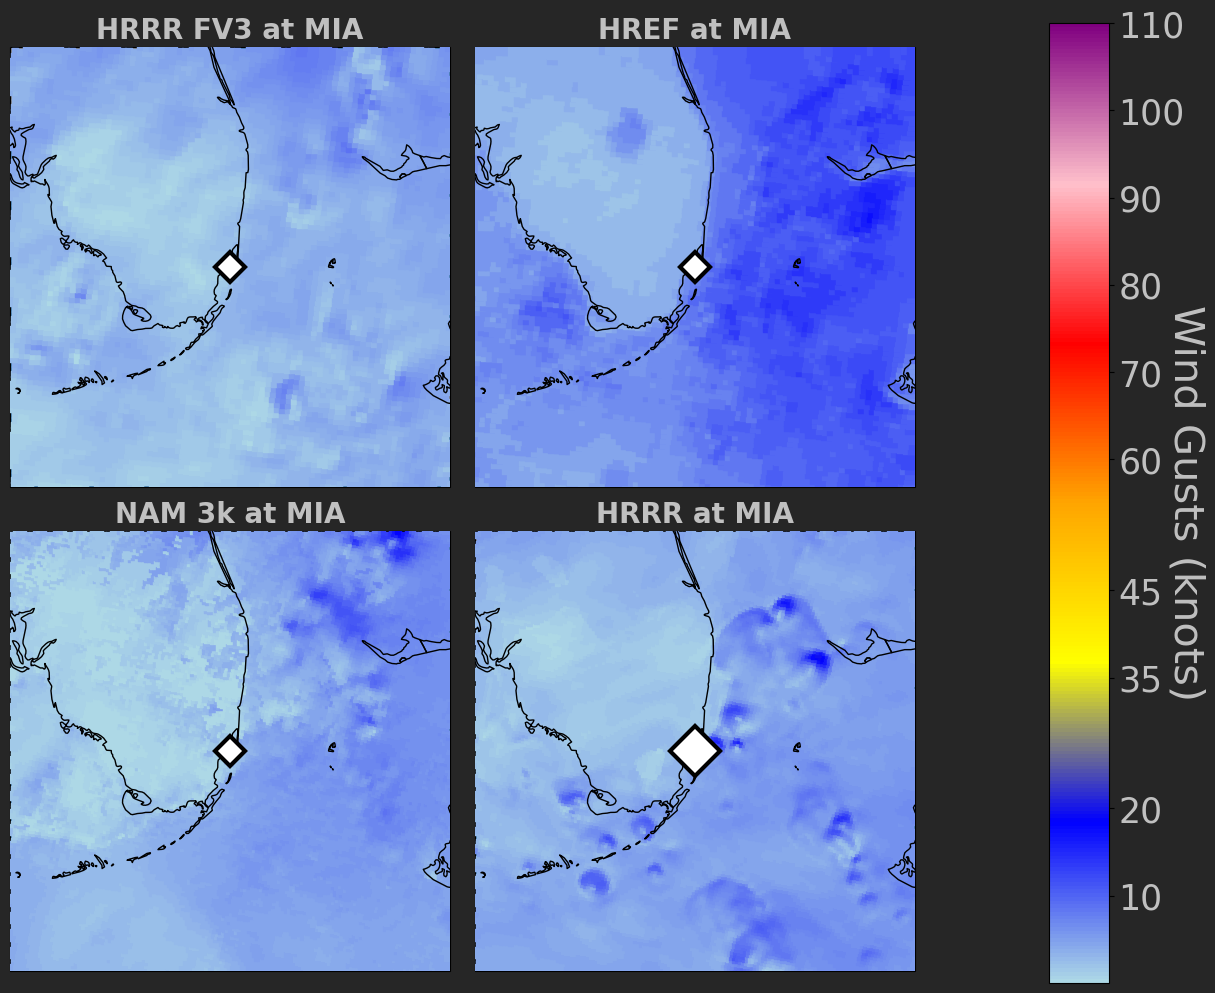 HRRR FV3 at MIA
HREF at MIA
NAM 3k at MIA
HRRR at MIA
110
100
90
80
70
60
45
35
20
10
Wind Gusts (knots)